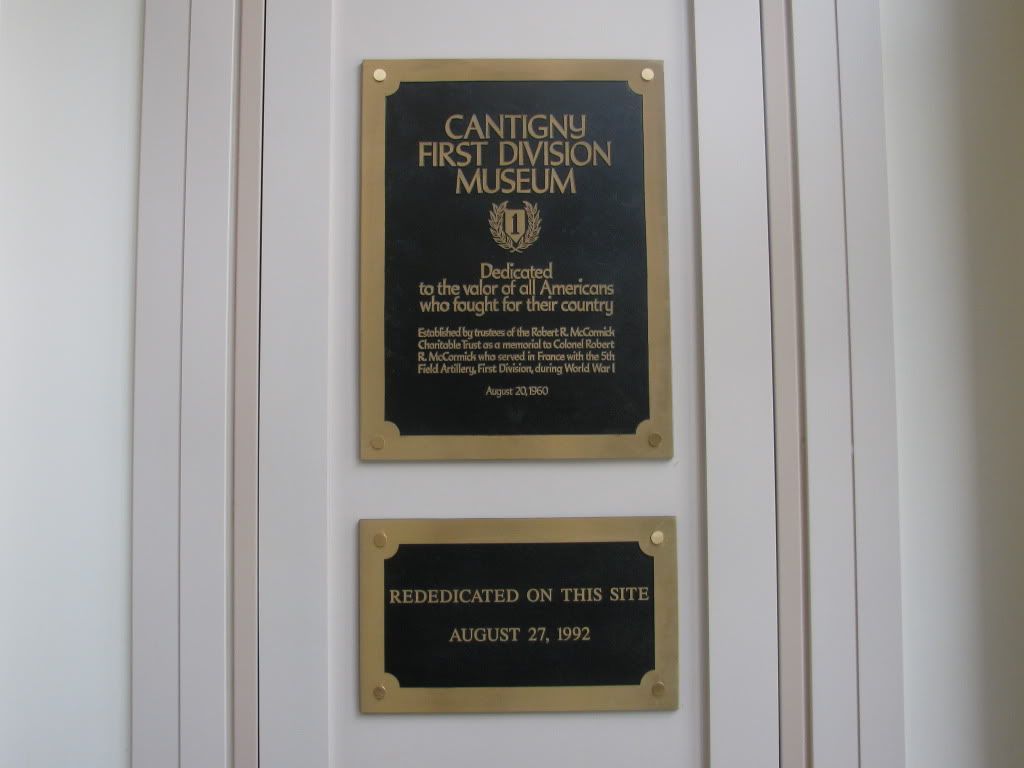 CANTIGNY
FIRST DIVISION
MUSEUM
1
Dedicated
to the valor of all Americans
who fought for their country
Established by trustees of the Robert R. McCormick
Charitable Trust as a memorial to Colonel Robert
R. McCormick who served in France with the 5th
Field Artillery, First Division, during World War I
August 20, 1960
REDEDICATED ON THIS SITE
AUGUST 27, 1992